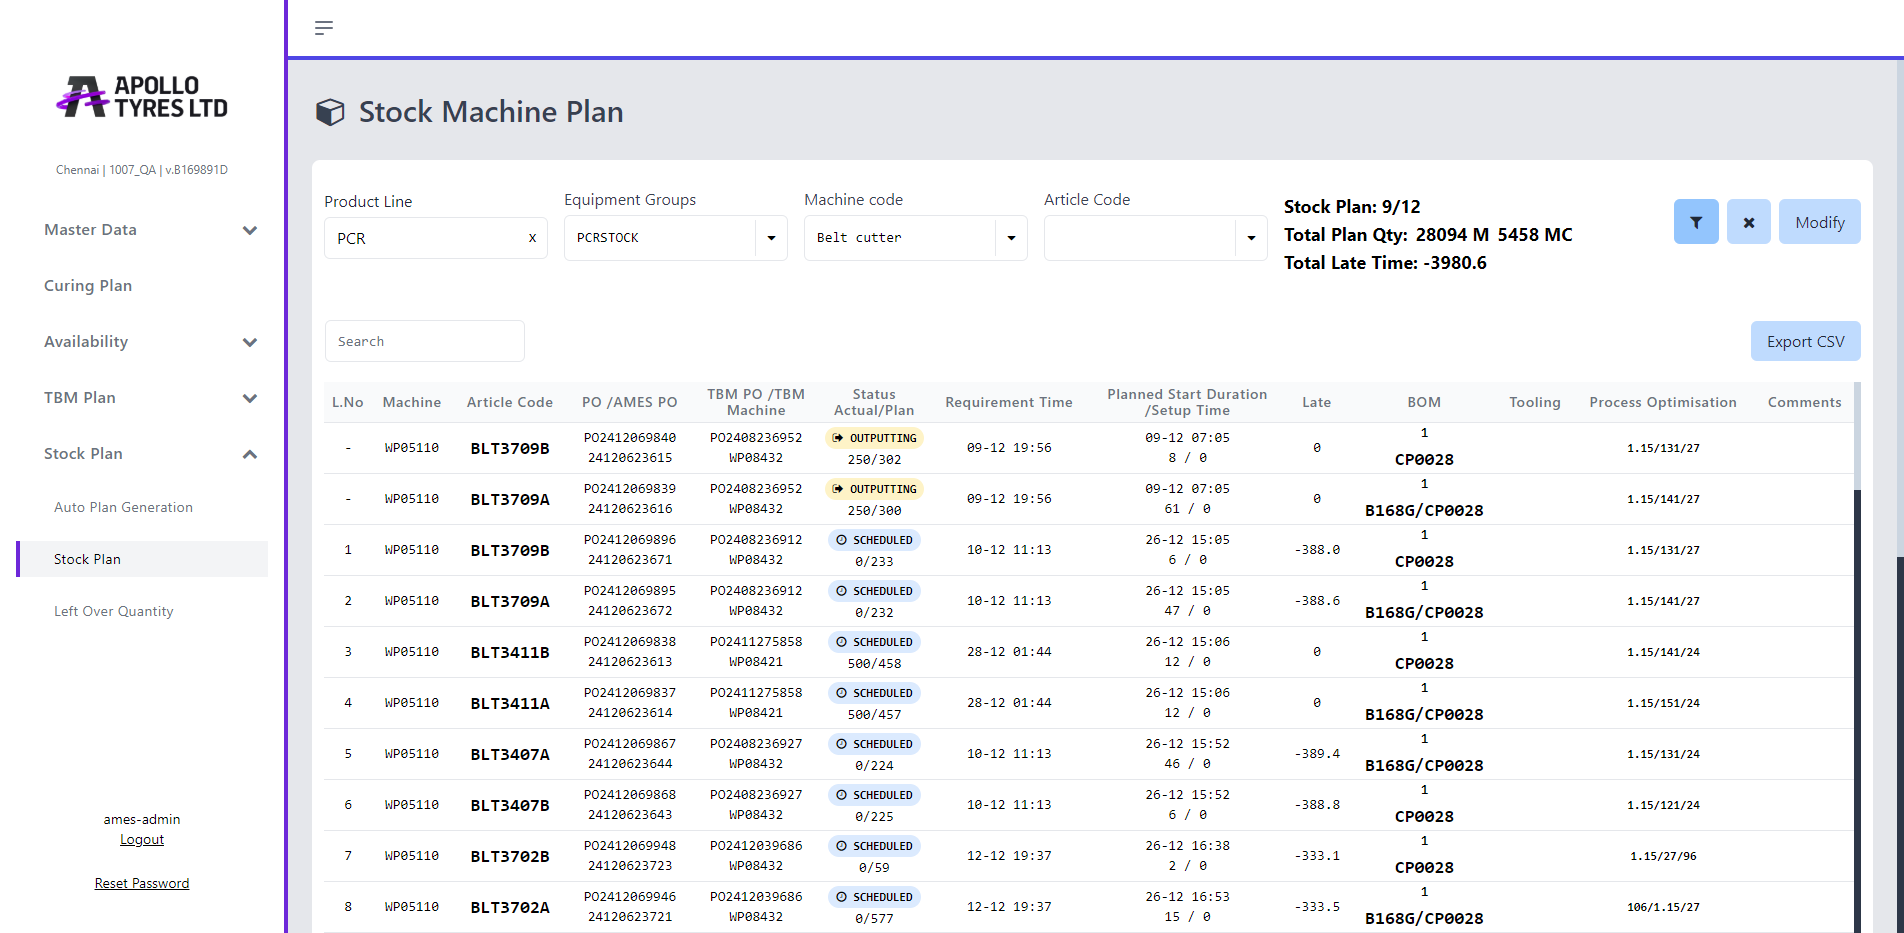 APOLLO
TYRES LTD
Chennai | 1007_QA | v.B169891D
Master Data
Curing Plan
Availability
TBM Plan
Stock Plan
Auto Plan Generation
Stock Plan
Left Over Quantity
ames-admin
Logout
Reset Password
Stock Machine Plan
Product Line
PCR x
Equipment Groups
PCRSTOCK
Machine code
Belt cutter
Article Code
Stock Plan: 9/12
Total Plan Qty: 28094 M 5458 MC
Total Late Time: -3980.6
Modify
Search
Export CSV
L.No Machine Article Code PO /AMES PO TBM PO /TBM Machine Status Actual/Plan Requirement Time Planned Start Duration /Setup Time Late BOM Tooling Process Optimisation Comments
- WP05110 BLT3709B PO2412069840 24120623615 PO2408236952 WP08432 OUTPUTTING 250/302 09-12 19:56 09-12 07:05 8 / 0 0 1 CP0028 1.15/131/27
- WP05110 BLT3709A PO2412069839 24120623616 PO2408236952 WP08432 OUTPUTTING 250/300 09-12 19:56 09-12 07:05 61 / 0 0 1 B168G/CP0028 1.15/141/27
1 WP05110 BLT3709B PO2412069896 24120623671 PO2408236912 WP08432 SCHEDULED 0/233 10-12 11:13 26-12 15:05 6 / 0 -388.0 1 CP0028 1.15/131/27
2 WP05110 BLT3709A PO2412069895 24120623672 PO2408236912 WP08432 SCHEDULED 0/232 10-12 11:13 26-12 15:05 47 / 0 -388.6 1 B168G/CP0028 1.15/141/27
3 WP05110 BLT3411B PO2412069838 24120623613 PO2411275858 WP08421 SCHEDULED 500/458 28-12 01:44 26-12 15:06 12 / 0 0 1 CP0028 1.15/141/24
4 WP05110 BLT3411A PO2412069837 24120623614 PO2411275858 WP08421 SCHEDULED 500/457 28-12 01:44 26-12 15:06 12 / 0 0 1 B168G/CP0028 1.15/151/24
5 WP05110 BLT3407A PO2412069867 24120623644 PO2408236927 WP08432 SCHEDULED 0/224 10-12 11:13 26-12 15:52 46 / 0 -389.4 1 B168G/CP0028 1.15/131/24
6 WP05110 BLT3407B PO2412069868 24120623643 PO2408236927 WP08432 SCHEDULED 0/225 10-12 11:13 26-12 15:52 6 / 0 -388.8 1 CP0028 1.15/121/24
7 WP05110 BLT3702B PO2412069948 24120623723 PO2412039686 WP08432 SCHEDULED 0/59 12-12 19:37 26-12 16:38 2 / 0 -333.1 1 CP0028 1.15/27/96
8 WP05110 BLT3702A PO2412069946 24120623721 PO2412039686 WP08432 SCHEDULED 0/577 12-12 19:37 26-12 16:53 15 / 0 -333.5 1 B168G/CP0028 106/1.15/27